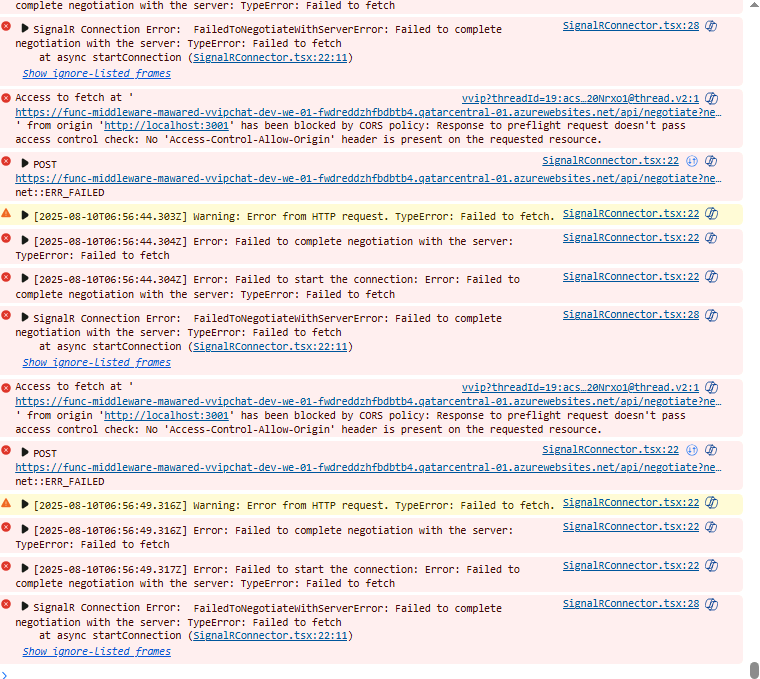 complete negotiation with the server: TypeError: Failed to fetch
SignalR Connection Error:  FailedToNegotiateWithServerError: Failed to complete SignalRConnector.tsx:28
negotiation with the server: TypeError: Failed to fetch
at async startConnection (SignalRConnector.tsx:22:11)
Show ignore-listed frames
Access to fetch at ' vvip?threadId=19:acs…20Nrxo1@thread.v2:1
https://func-middleware-mawared-vvipchat-dev-we-01-fwdreddzhfbdbtb4.qatarcentral-01.azurewebsites.net/api/negotiate?ne…
' from origin 'http://localhost:3001' has been blocked by CORS policy: Response to preflight request doesn't pass
access control check: No 'Access-Control-Allow-Origin' header is present on the requested resource.
POST SignalRConnector.tsx:22
https://func-middleware-mawared-vvipchat-dev-we-01-fwdreddzhfbdbtb4.qatarcentral-01.azurewebsites.net/api/negotiate?ne…
net::ERR_FAILED
[2025-08-10T06:56:44.303Z] Warning: Error from HTTP request. TypeError: Failed to fetch. SignalRConnector.tsx:22
[2025-08-10T06:56:44.304Z] Error: Failed to complete negotiation with the server: SignalRConnector.tsx:22
TypeError: Failed to fetch
[2025-08-10T06:56:44.304Z] Error: Failed to start the connection: Error: Failed to SignalRConnector.tsx:22
complete negotiation with the server: TypeError: Failed to fetch
SignalR Connection Error:  FailedToNegotiateWithServerError: Failed to complete SignalRConnector.tsx:28
negotiation with the server: TypeError: Failed to fetch
at async startConnection (SignalRConnector.tsx:22:11)
Show ignore-listed frames
Access to fetch at ' vvip?threadId=19:acs…20Nrxo1@thread.v2:1
https://func-middleware-mawared-vvipchat-dev-we-01-fwdreddzhfbdbtb4.qatarcentral-01.azurewebsites.net/api/negotiate?ne…
' from origin 'http://localhost:3001' has been blocked by CORS policy: Response to preflight request doesn't pass
access control check: No 'Access-Control-Allow-Origin' header is present on the requested resource.
POST SignalRConnector.tsx:22
https://func-middleware-mawared-vvipchat-dev-we-01-fwdreddzhfbdbtb4.qatarcentral-01.azurewebsites.net/api/negotiate?ne…
net::ERR_FAILED
[2025-08-10T06:56:49.316Z] Warning: Error from HTTP request. TypeError: Failed to fetch. SignalRConnector.tsx:22
[2025-08-10T06:56:49.316Z] Error: Failed to complete negotiation with the server: SignalRConnector.tsx:22
TypeError: Failed to fetch
[2025-08-10T06:56:49.317Z] Error: Failed to start the connection: Error: Failed to SignalRConnector.tsx:22
complete negotiation with the server: TypeError: Failed to fetch
SignalR Connection Error:  FailedToNegotiateWithServerError: Failed to complete SignalRConnector.tsx:28
negotiation with the server: TypeError: Failed to fetch
at async startConnection (SignalRConnector.tsx:22:11)
Show ignore-listed frames